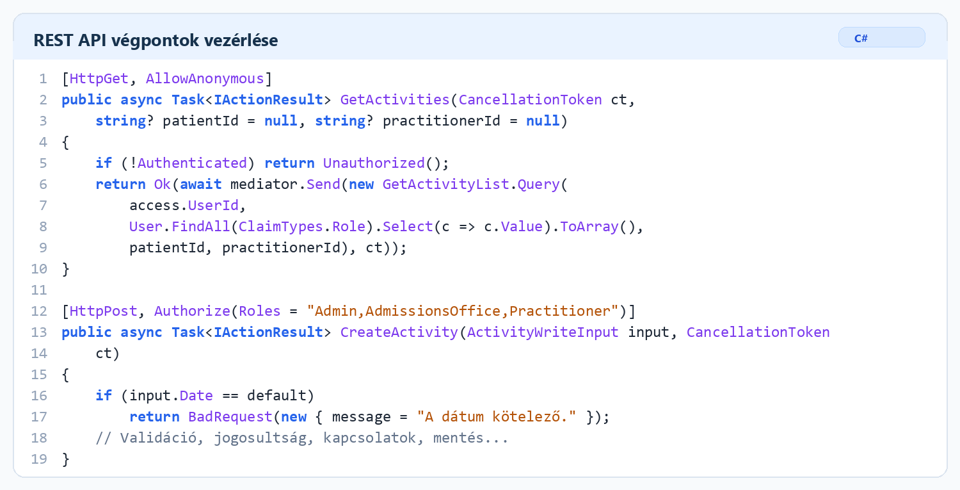 REST API végpontok vezérlése
C#
1 [HttpGet, AllowAnonymous]
2 public async Task<IActionResult> GetActivities(CancellationToken ct,
3     string? patientId = null, string? practitionerId = null)
4 {
5     if (!Authenticated) return Unauthorized();
6     return Ok(await mediator.Send(new GetActivityList.Query(
7         access.UserId,
8         User.FindAll(ClaimTypes.Role).Select(c => c.Value).ToArray(),
9         patientId, practitionerId), ct));
10 }
11
12 [HttpPost, Authorize(Roles = "Admin,AdmissionsOffice,Practitioner")]
13 public async Task<IActionResult> CreateActivity(ActivityWriteInput input, CancellationToken
14     ct)
15 {
16     if (input.Date == default)
17         return BadRequest(new { message = "A dátum kötelező." });
18     // Validáció, jogosultság, kapcsolatok, mentés...
19 }